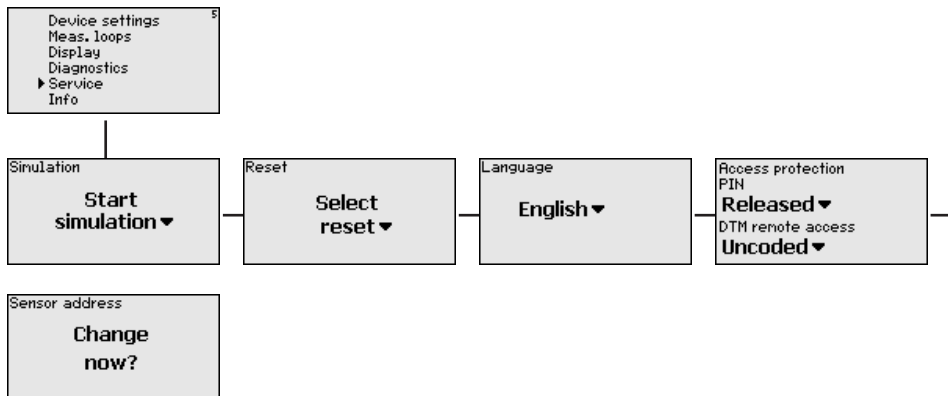 Device settings
5
Meas. loops
Display
Diagnostics
Service
Info
Simulation
Start
simulation
Reset
Select
reset
Language
English
Access protection
PIN
Released
DTM remote access
Uncoded
Sensor address
Change
now?